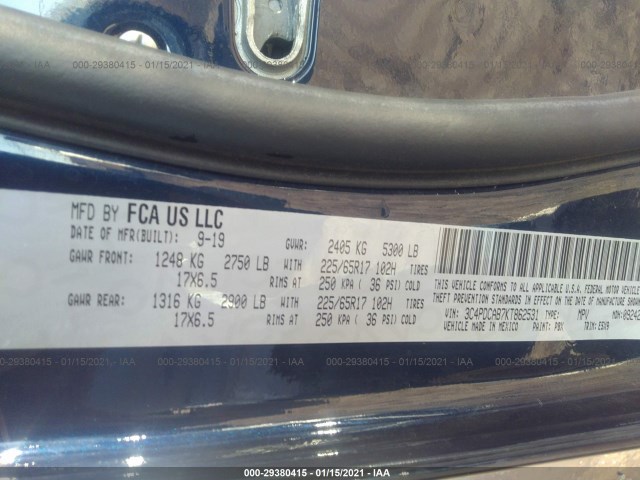 000-29380415 - 01/15/2021 - IAA
000-29380415 - 01/15/2021 - IAA
MFD BY FCA US LLC
DATE OF MFR(BUILT): 9-19 GVWR: 2405 KG 5300 LB
GAWR FRONT: 1248 KG 2750 LB WITH 225/65R17 102H TIRES
17X6.5 RIMS AT 250 KPA ( 36 PSI) COLD
GAWR REAR: 1316 KG 2900 LB WITH 225/65R17 102H TIRES
17X6.5 RIMS AT 250 KPA ( 36 PSI) COLD
THIS VEHICLE CONFORMS TO ALL APPLICABLE U.S.A. FEDERAL MOTOR
THEFT PREVENTION STANDARDS IN EFFECT ON THE DATE OF MANUFACTURE SHOWN
VIN: 3C4PDCAB7KT862531 TYPE: MPV MDH:
VEHICLE MADE IN MEXICO PAINT: PBX TRIM:
000-29380415 - 01/15/2021 - IAA
000-29380415 - 01/15/2021 - IAA